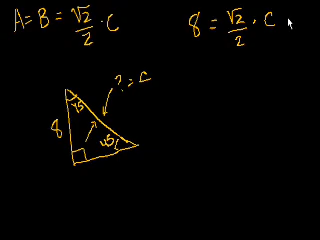 A = B = √2/2 · C
8 = √2/2 · C
? = C
45
8
45